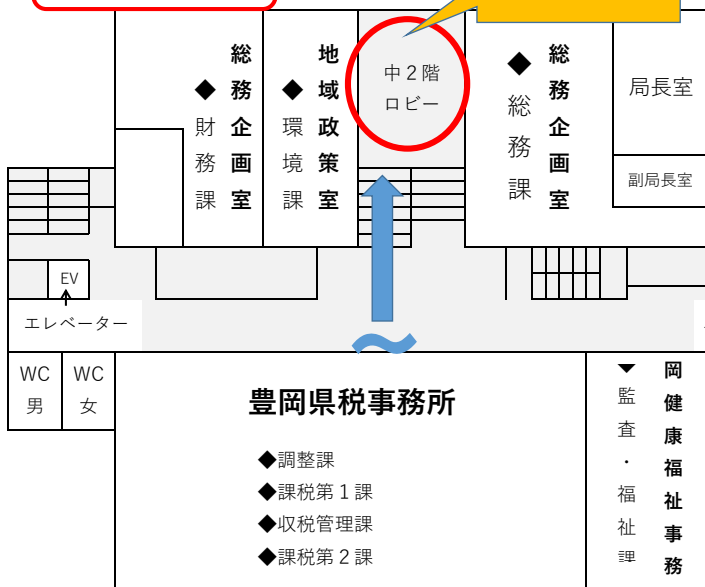 総務企画室
◆財務課
地域政策室
◆環境課
中２階
ロビー
総務企画室
◆総務課
局長室
副局長室
EV
エレベーター
WC
男
WC
女
豊岡県税事務所
◆調整課
◆課税第１課
◆収税管理課
◆課税第２課
岡健康福祉事務
▼監査・福祉課